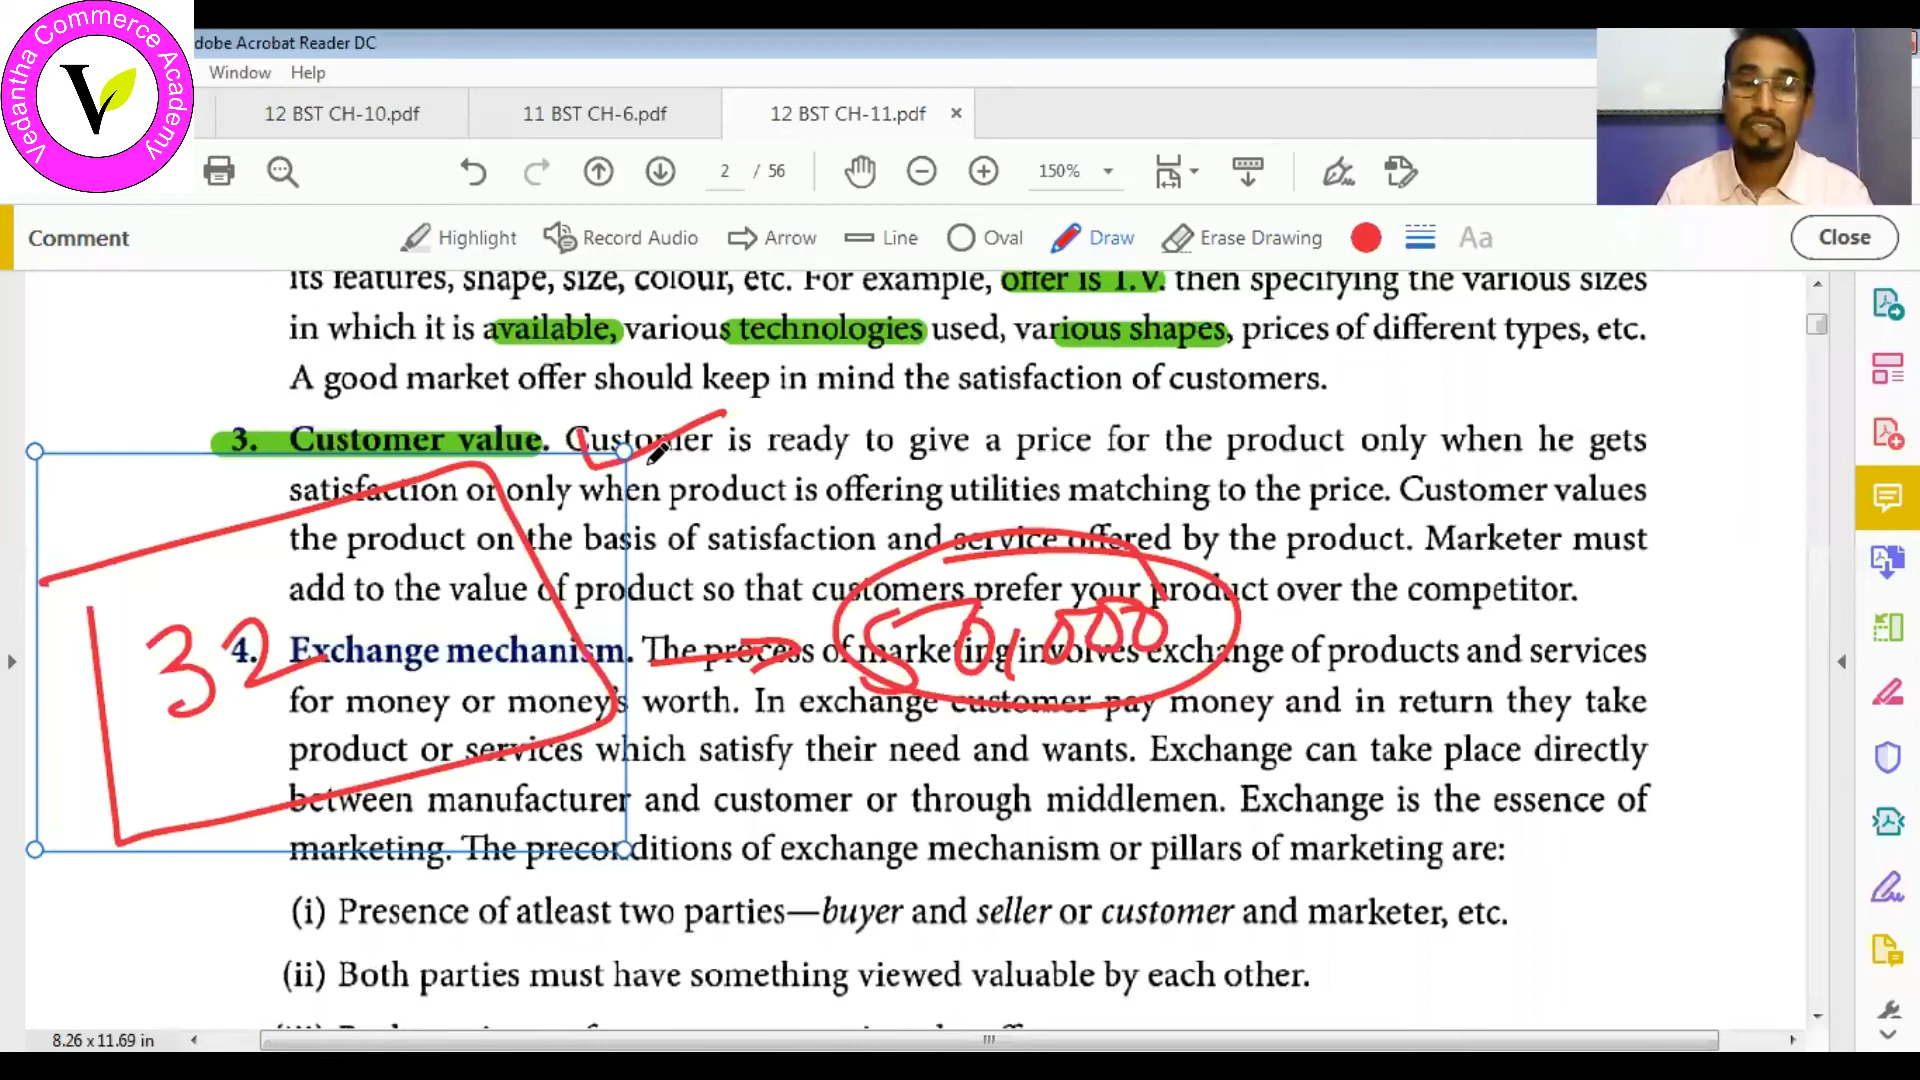 Vedantha Commerce Academy
V
dobe Acrobat Reader DC
Window Help
12 BST CH-10.pdf 11 BST CH-6.pdf 12 BST CH-11.pdf ×
2 / 56 150%
Comment Highlight Record Audio Arrow Line Oval Draw Erase Drawing Aa Close
its features, shape, size, colour, etc. For example, offer is T.V. then specifying the various sizes
in which it is available, various technologies used, various shapes, prices of different types, etc.
A good market offer should keep in mind the satisfaction of customers.
3. Customer value. Customer is ready to give a price for the product only when he gets
satisfaction or only when product is offering utilities matching to the price. Customer values
the product on the basis of satisfaction and service offered by the product. Marketer must
add to the value of product so that customers prefer your product over the competitor.
32
50,000
4. Exchange mechanism. The process of marketing involves exchange of products and services
for money or money's worth. In exchange customer pay money and in return they take
product or services which satisfy their need and wants. Exchange can take place directly
between manufacturer and customer or through middlemen. Exchange is the essence of
marketing. The preconditions of exchange mechanism or pillars of marketing are:
(i) Presence of atleast two parties—buyer and seller or customer and marketer, etc.
(ii) Both parties must have something viewed valuable by each other.
8.26 x 11.69 in